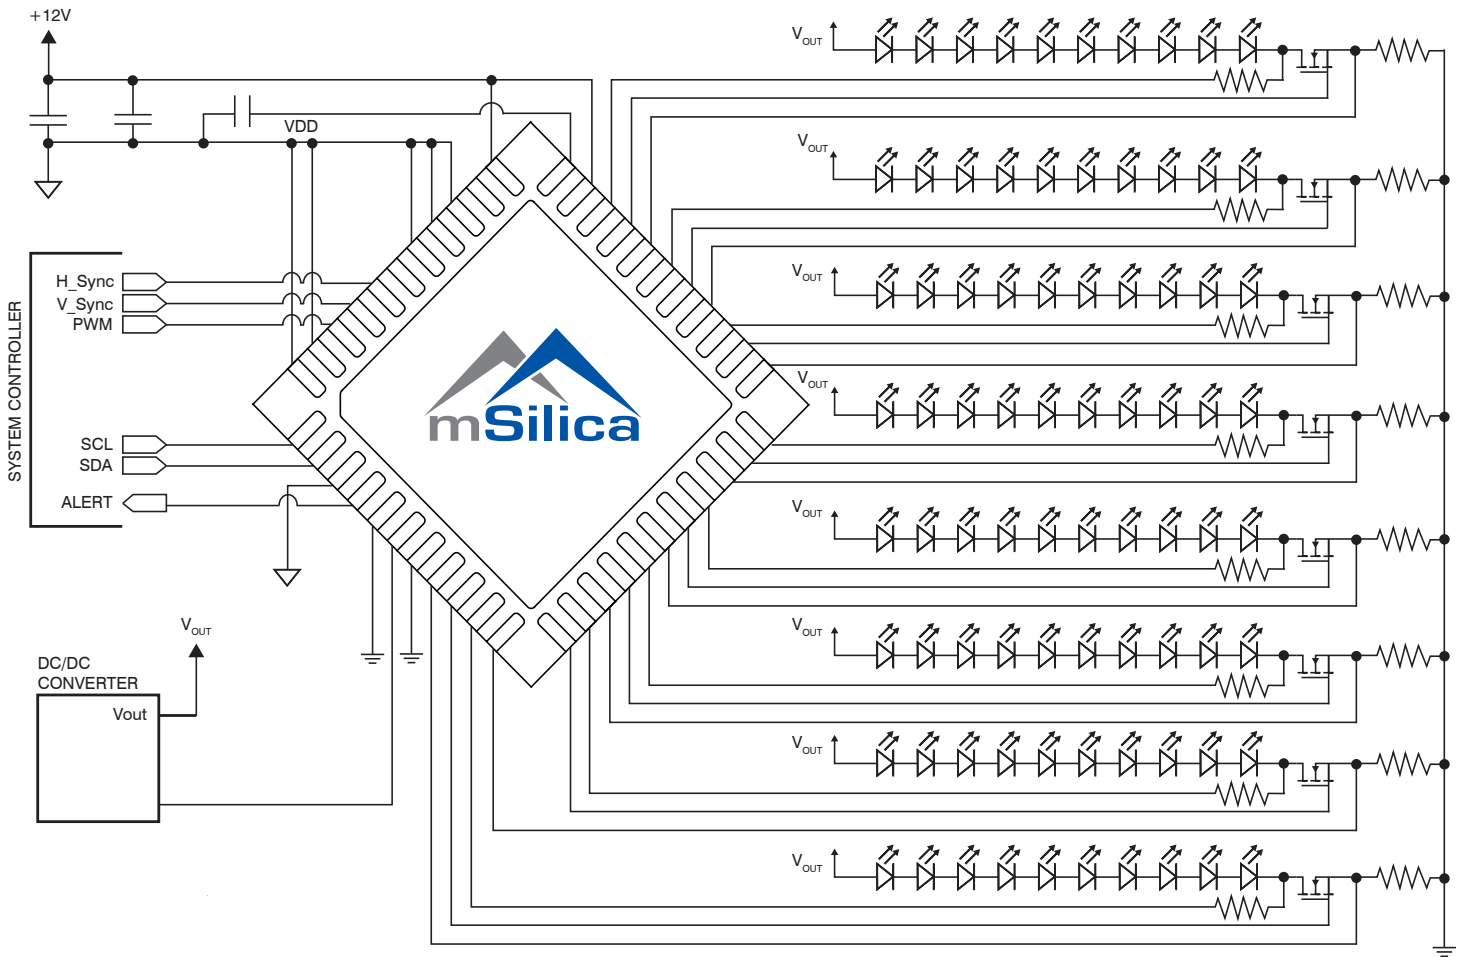 +12V
VDD
SYSTEM CONTROLLER
H_Sync
V_Sync
PWM
SCL
SDA
ALERT
mSilica
DC/DC
CONVERTER
Vout
VOUT
VOUT
VOUT
VOUT
VOUT
VOUT
VOUT
VOUT
VOUT